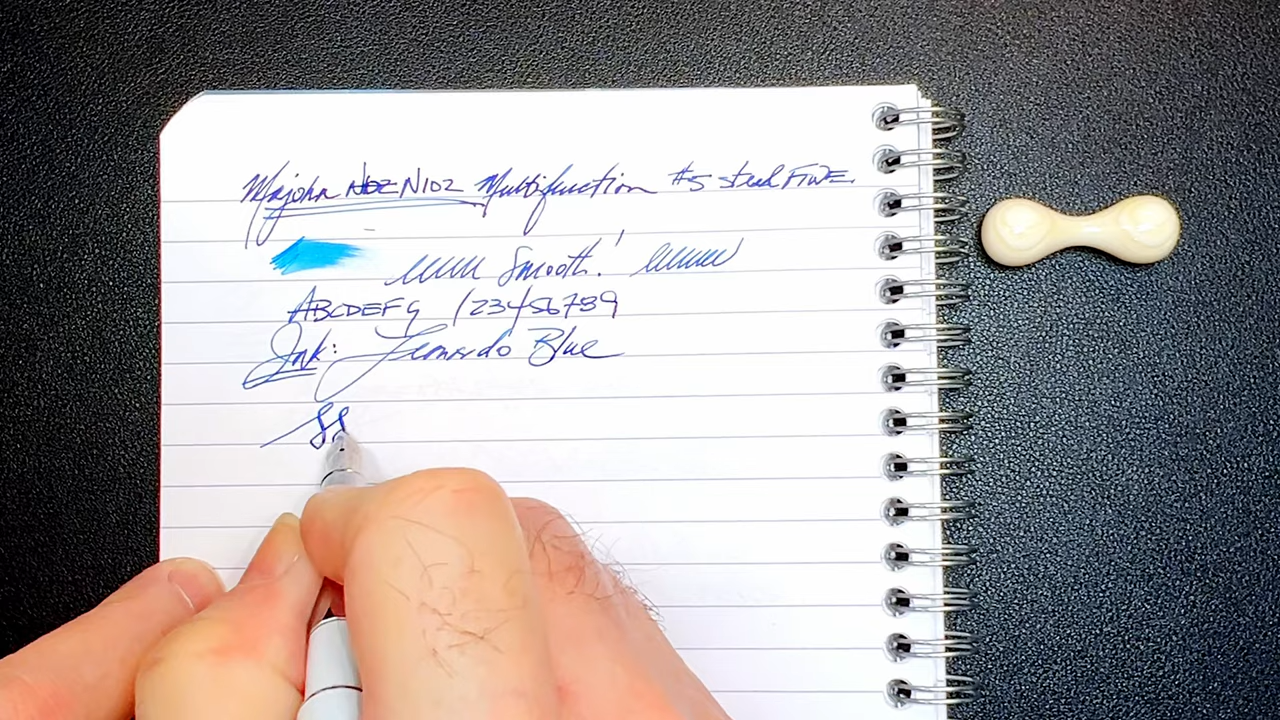 Majohn N102 Multifunction #5 steel FINE.
Smooth!
ABCDEFG 123456789
Ink: Leonardo Blue